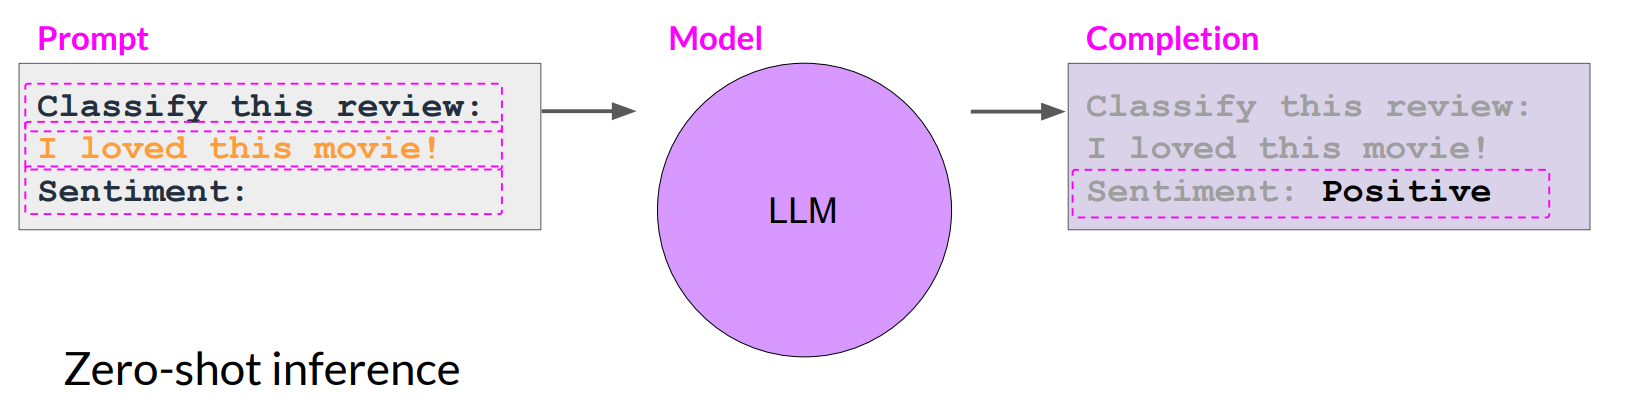 Prompt
Classify this review:
I loved this movie!
Sentiment:
Model
LLM
Completion
Classify this review:
I loved this movie!
Sentiment: Positive
Zero-shot inference